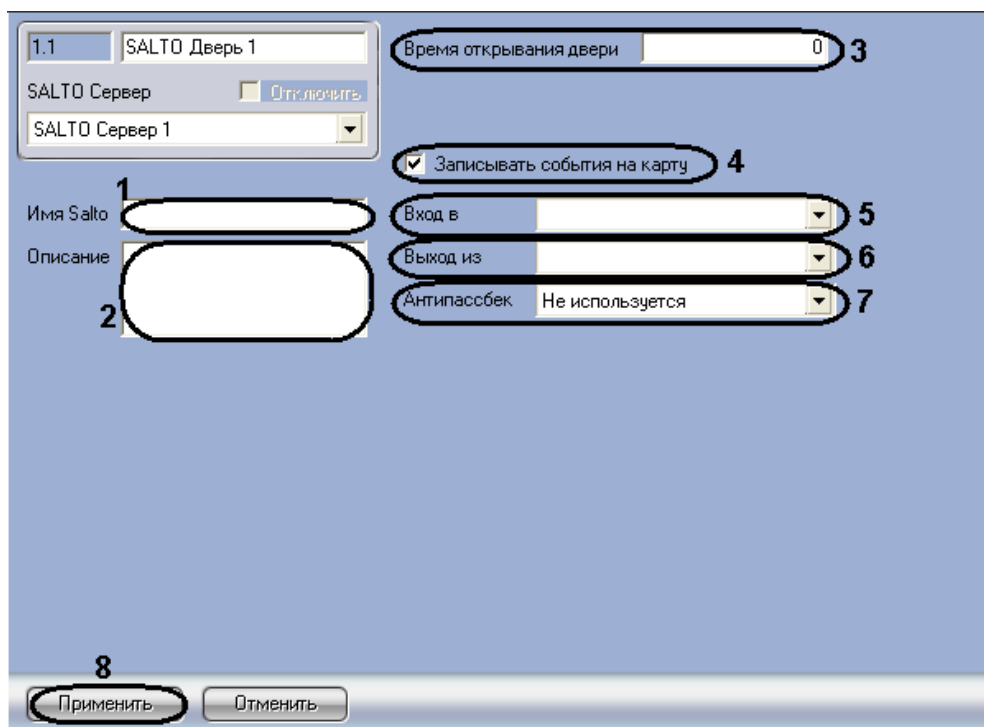 1.1 SALTO Дверь 1
SALTO Сервер Отключить
SALTO Сервер 1
Время открывания двери 0 3
Записывать события на карту 4
1
Имя Salto
Вход в 5
Описание
2
Выход из 6
Антипассбек Не используется 7
8
Применить Отменить